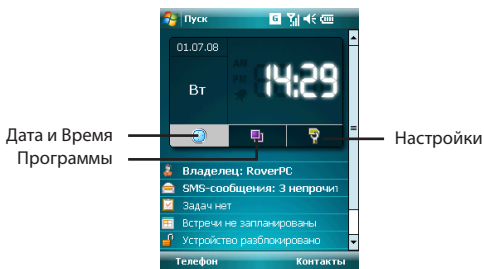 Пуск
G
01.07.08
Вт
AM
PM
14:29
Дата и Время
Программы
Настройки
Владелец: RoverPC
SMS-сообщения: 3 непрочит
Задач нет
Встречи не запланированы
Устройство разблокировано
Телефон
Контакты